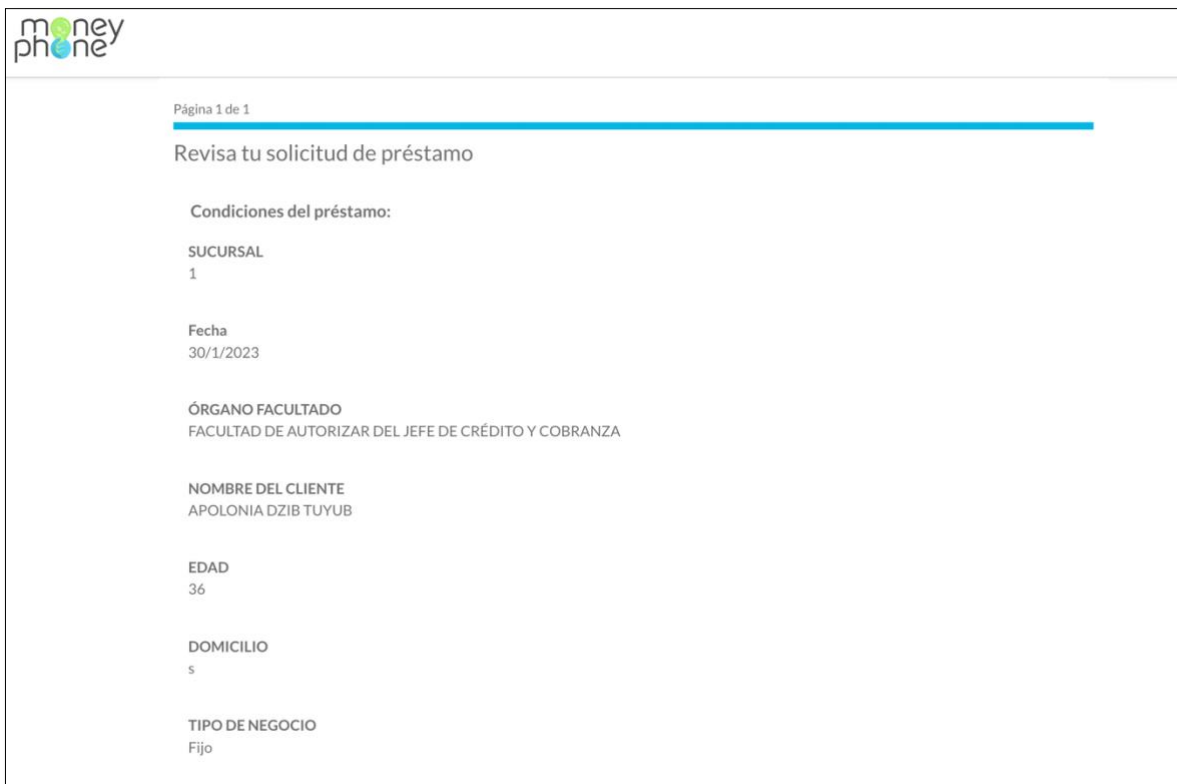 money
phone
Página 1 de 1
Revisa tu solicitud de préstamo
Condiciones del préstamo:
SUCURSAL
1
Fecha
30/1/2023
ÓRGANO FACULTADO
FACULTAD DE AUTORIZAR DEL JEFE DE CRÉDITO Y COBRANZA
NOMBRE DEL CLIENTE
APOLONIA DZIB TUYUB
EDAD
36
DOMICILIO
s
TIPO DE NEGOCIO
Fijo